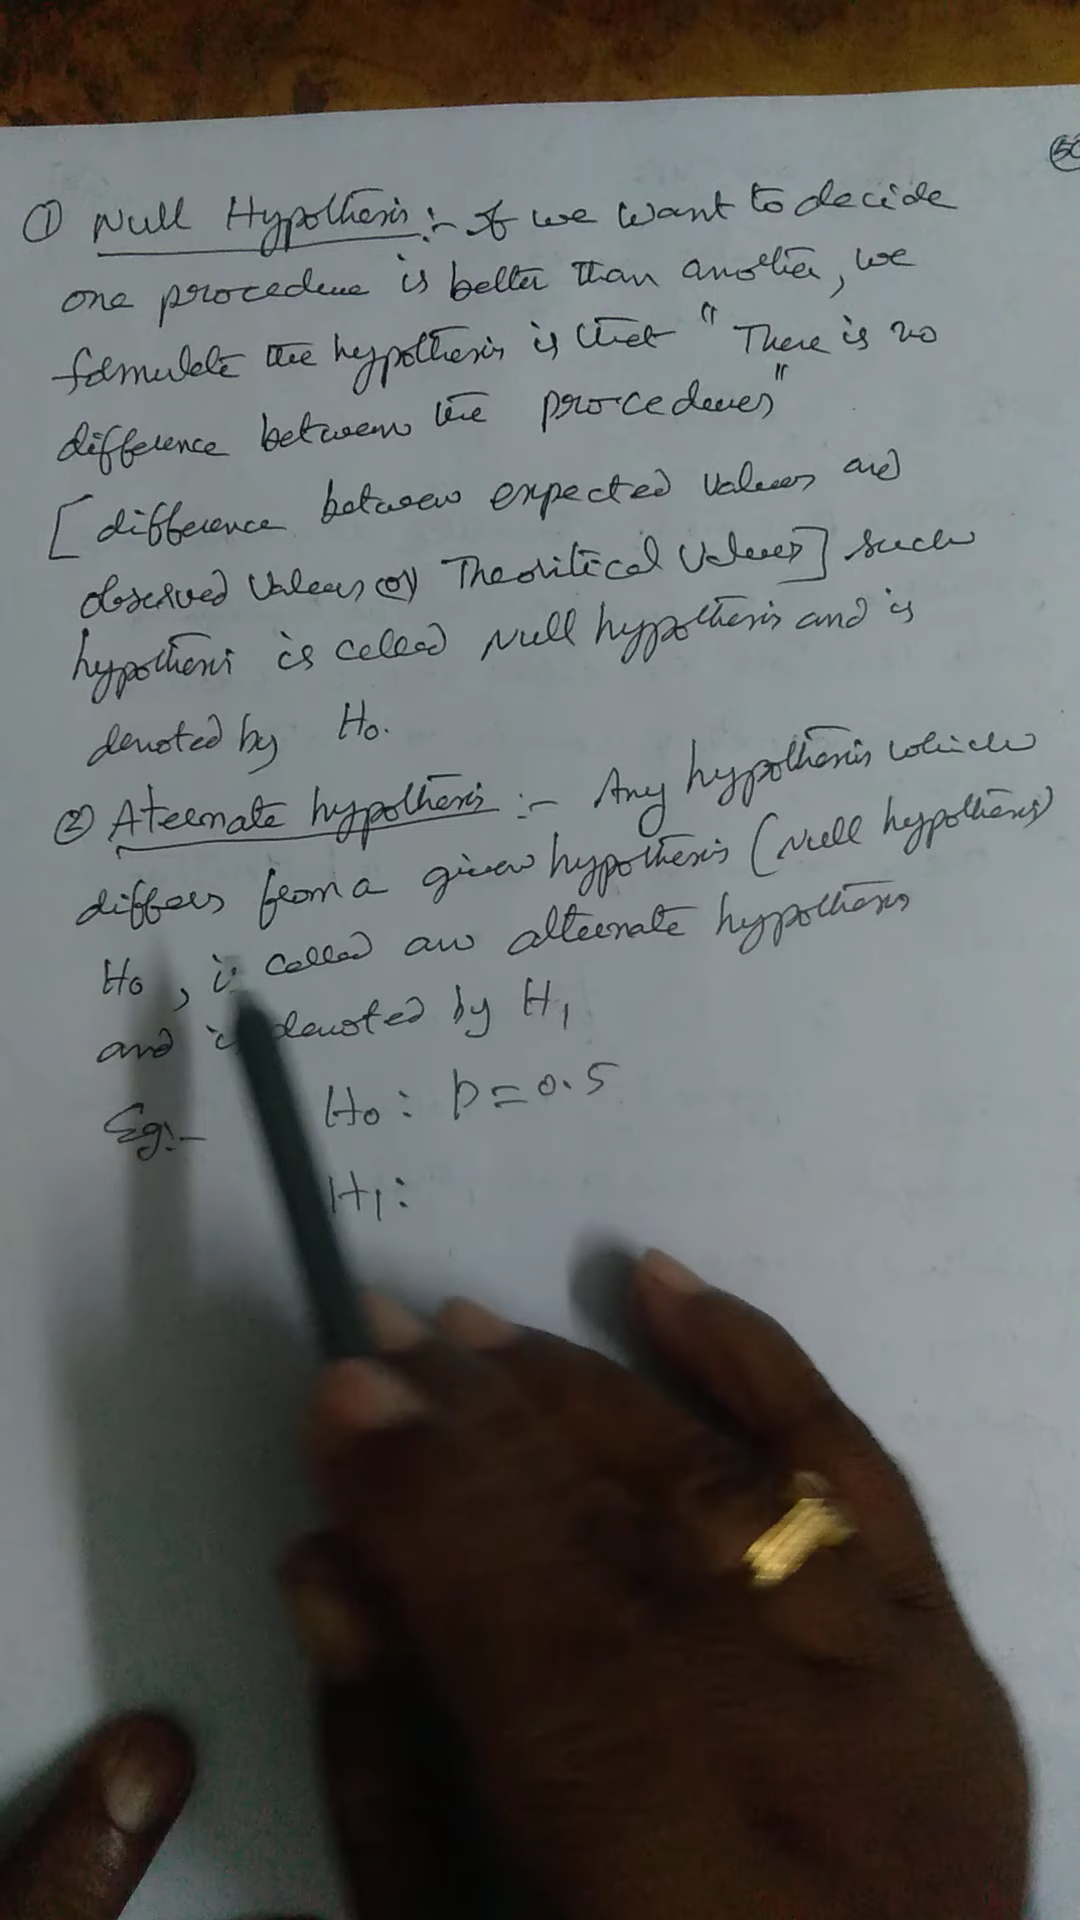 50
① Null Hypothesis :- If we want to decide
one procedure is better than another, we
formulate the hypothesis is that "There is no
difference between the procedures"
[difference between expected values and
observed values (or) Theoritical values] such
hypothesis is called Null hypothesis and is
denoted by H0.
② Aternate hypothesis :- Any hypothesis which
differs from a given hypothesis (Null hypothesis)
H0, is called an alternate hypothesis
and is denoted by H1
Eg:- H0: p=0.5
H1: